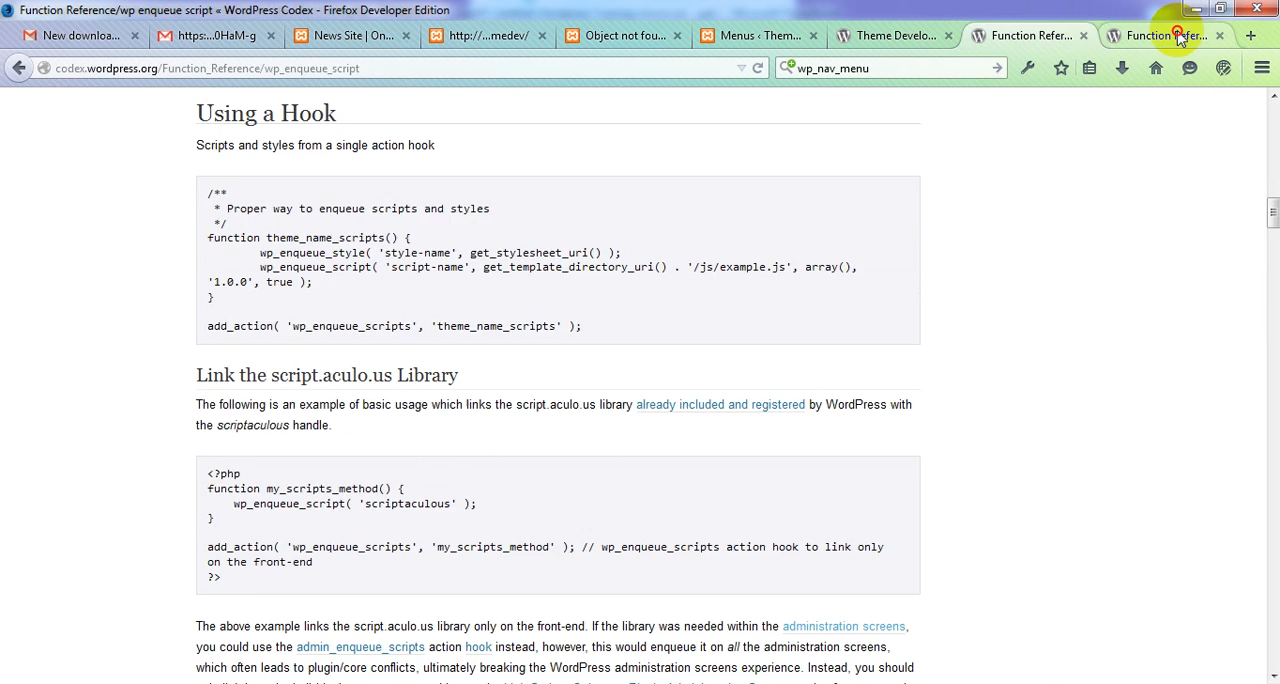 Function Reference/wp enqueue script « WordPress Codex - Firefox Developer Edition
New downloa...
https:...0HaM-g
News Site | On...
http://...medev/
Object not fou...
Menus ‹ Them...
Theme Develo...
Function Refer...
Function Refer...
codex.wordpress.org/Function_Reference/wp_enqueue_script
wp_nav_menu
Using a Hook
Scripts and styles from a single action hook
/**
* Proper way to enqueue scripts and styles
*/
function theme_name_scripts() {
wp_enqueue_style( 'style-name', get_stylesheet_uri() );
wp_enqueue_script( 'script-name', get_template_directory_uri() . '/js/example.js', array(),
'1.0.0', true );
}
add_action( 'wp_enqueue_scripts', 'theme_name_scripts' );
Link the script.aculo.us Library
The following is an example of basic usage which links the script.aculo.us library already included and registered by WordPress with
the scriptaculous handle.
<?php
function my_scripts_method() {
wp_enqueue_script( 'scriptaculous' );
}
add_action( 'wp_enqueue_scripts', 'my_scripts_method' ); // wp_enqueue_scripts action hook to link only
on the front-end
?>
The above example links the script.aculo.us library only on the front-end. If the library was needed within the administration screens,
you could use the admin_enqueue_scripts action hook instead, however, this would enqueue it on all the administration screens,
which often leads to plugin/core conflicts, ultimately breaking the WordPress administration screens experience. Instead, you should